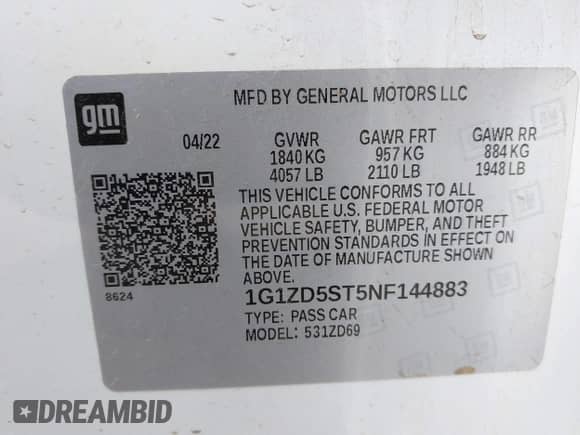 gm
MFD BY GENERAL MOTORS LLC
04/22 GVWR GAWR FRT GAWR RR
1840 KG 957 KG 884 KG
4057 LB 2110 LB 1948 LB
THIS VEHICLE CONFORMS TO ALL
APPLICABLE U.S. FEDERAL MOTOR
VEHICLE SAFETY, BUMPER, AND THEFT
PREVENTION STANDARDS IN EFFECT ON
THE DATE OF MANUFACTURE SHOWN
ABOVE.
8624
1G1ZD5ST5NF144883
TYPE: PASS CAR
MODEL: 531ZD69
DREAMBID